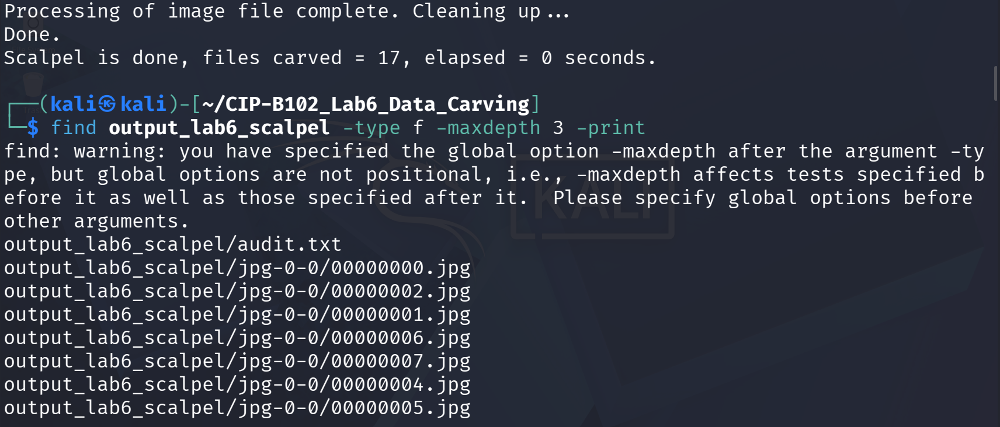 Processing of image file complete. Cleaning up...
Done.
Scalpel is done, files carved = 17, elapsed = 0 seconds.
┌──(kali㉿kali)-[~/CIP-B102_Lab6_Data_Carving]
└─$ find output_lab6_scalpel -type f -maxdepth 3 -print
find: warning: you have specified the global option -maxdepth after the argument -ty
pe, but global options are not positional, i.e., -maxdepth affects tests specified b
efore it as well as those specified after it.  Please specify global options before
other arguments.
output_lab6_scalpel/audit.txt
output_lab6_scalpel/jpg-0-0/00000000.jpg
output_lab6_scalpel/jpg-0-0/00000002.jpg
output_lab6_scalpel/jpg-0-0/00000001.jpg
output_lab6_scalpel/jpg-0-0/00000006.jpg
output_lab6_scalpel/jpg-0-0/00000007.jpg
output_lab6_scalpel/jpg-0-0/00000004.jpg
output_lab6_scalpel/jpg-0-0/00000005.jpg
KALI